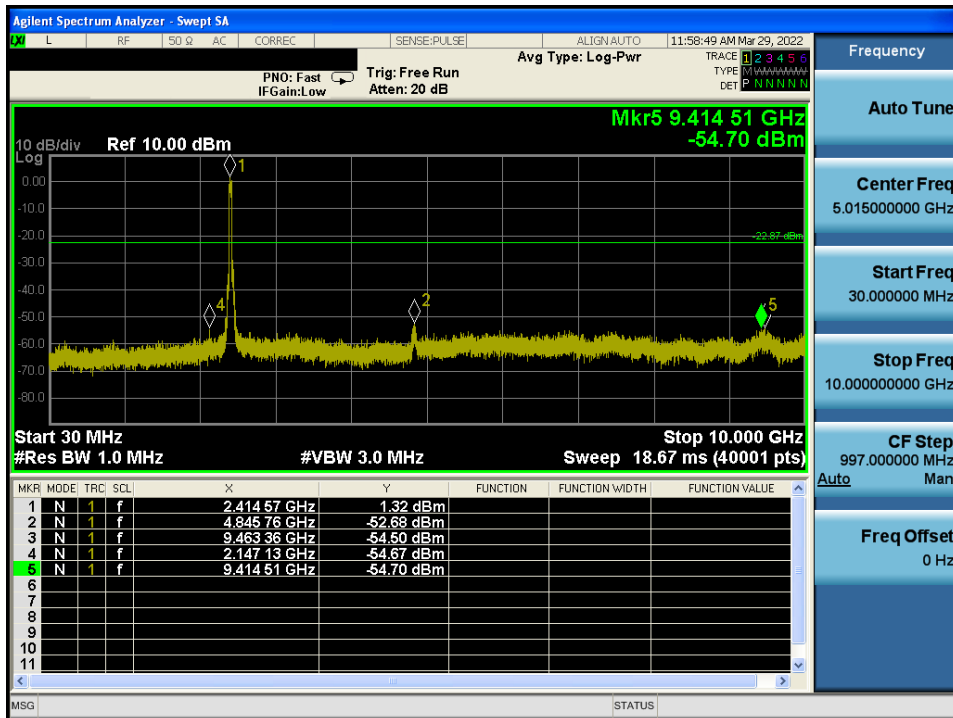 Agilent Spectrum Analyzer - Swept SA
LXI L RF 50 Ω AC CORREC SENSE:PULSE ALIGN AUTO 11:58:49 AM Mar 29, 2022
Frequency
Avg Type: Log-Pwr
TRACE 1 2 3 4 5 6
PNO: Fast Trig: Free Run
TYPE M WWWWW
IFGain:Low Atten: 20 dB
DET P N N N N N
Auto Tune
Mkr5 9.414 51 GHz
-54.70 dBm
10 dB/div Ref 10.00 dBm
Log
1
0.00
-10.0
-20.0
-22.87 dBm
-30.0
-40.0
-50.0
-60.0
-70.0
-80.0
4
2
5
Start 30 MHz Stop 10.000 GHz
#Res BW 1.0 MHz #VBW 3.0 MHz Sweep 18.67 ms (40001 pts)
Center Freq
5.015000000 GHz
Start Freq
30.000000 MHz
Stop Freq
10.000000000 GHz
CF Step
997.000000 MHz
Auto Man
Freq Offset
0 Hz
MKR MODE TRC SCL X Y FUNCTION FUNCTION WIDTH FUNCTION VALUE
1 N 1 f 2.414 57 GHz 1.32 dBm
2 N 1 f 4.845 76 GHz -52.68 dBm
3 N 1 f 9.463 36 GHz -54.50 dBm
4 N 1 f 2.147 13 GHz -54.67 dBm
5 N 1 f 9.414 51 GHz -54.70 dBm
6
7
8
9
10
11
MSG STATUS